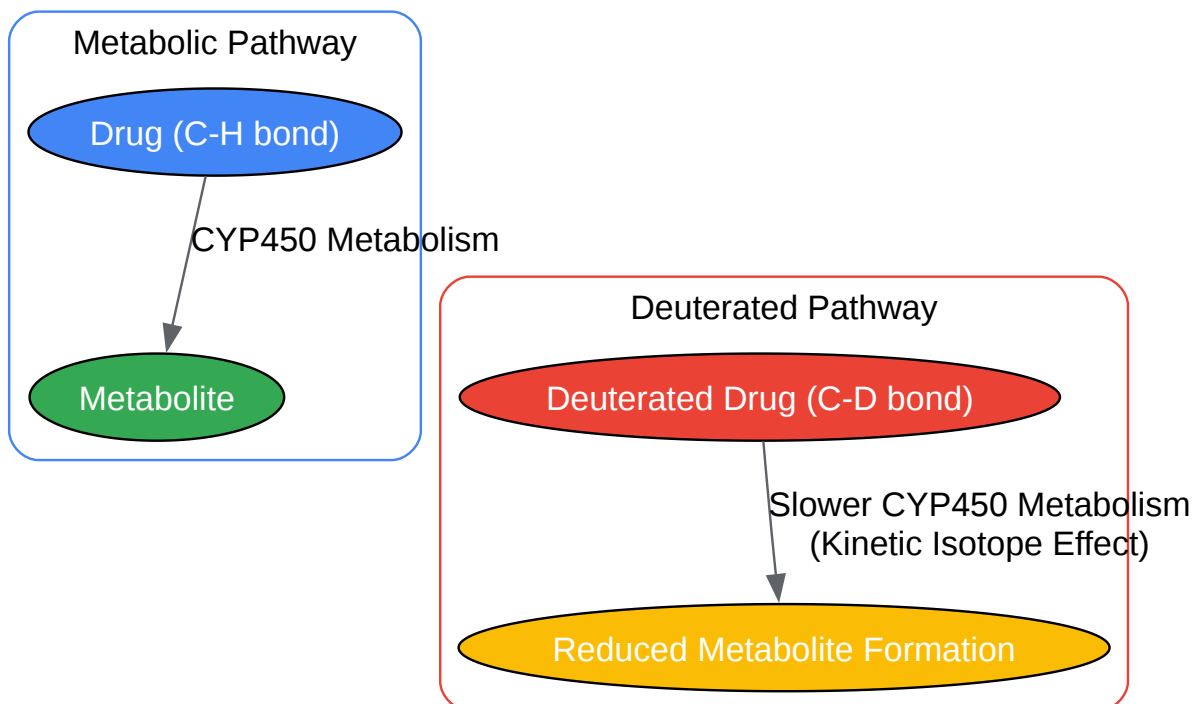 Metabolic Pathway
Drug (C-H bond)
CYP450 Metabolism
Metabolite
Deuterated Pathway
Deuterated Drug (C-D bond)
Slower CYP450 Metabolism
(Kinetic Isotope Effect)
Reduced Metabolite Formation